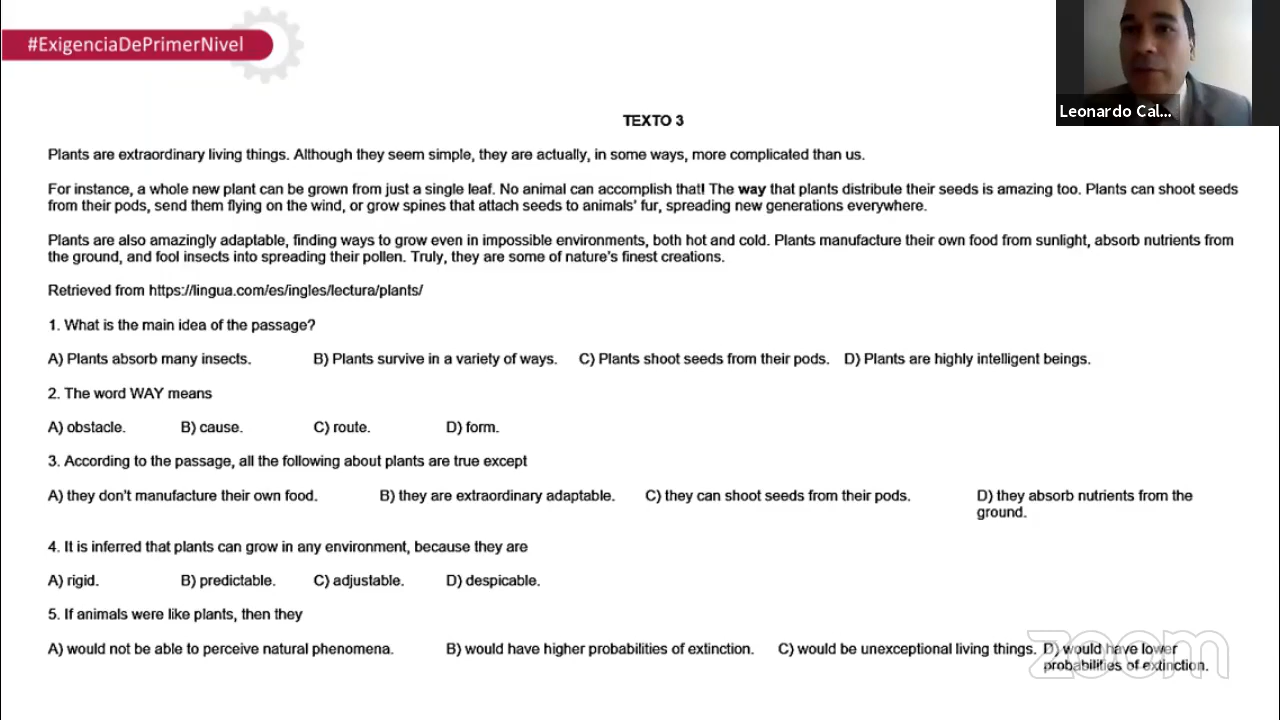 #ExigenciaDePrimerNivel
Leonardo Cal...
TEXTO 3
Plants are extraordinary living things. Although they seem simple, they are actually, in some ways, more complicated than us.
For instance, a whole new plant can be grown from just a single leaf. No animal can accomplish that! The way that plants distribute their seeds is amazing too. Plants can shoot seeds
from their pods, send them flying on the wind, or grow spines that attach seeds to animals' fur, spreading new generations everywhere.
Plants are also amazingly adaptable, finding ways to grow even in impossible environments, both hot and cold. Plants manufacture their own food from sunlight, absorb nutrients from
the ground, and fool insects into spreading their pollen. Truly, they are some of nature's finest creations.
Retrieved from https://lingua.com/es/ingles/lectura/plants/
1. What is the main idea of the passage?
A) Plants absorb many insects. B) Plants survive in a variety of ways. C) Plants shoot seeds from their pods. D) Plants are highly intelligent beings.
2. The word WAY means
A) obstacle. B) cause. C) route. D) form.
3. According to the passage, all the following about plants are true except
A) they don't manufacture their own food. B) they are extraordinary adaptable. C) they can shoot seeds from their pods. D) they absorb nutrients from the
ground.
4. It is inferred that plants can grow in any environment, because they are
A) rigid. B) predictable. C) adjustable. D) despicable.
5. If animals were like plants, then they
A) would not be able to perceive natural phenomena. B) would have higher probabilities of extinction. C) would be unexceptional living things. D) would have lower
probabilities of extinction.
zoom